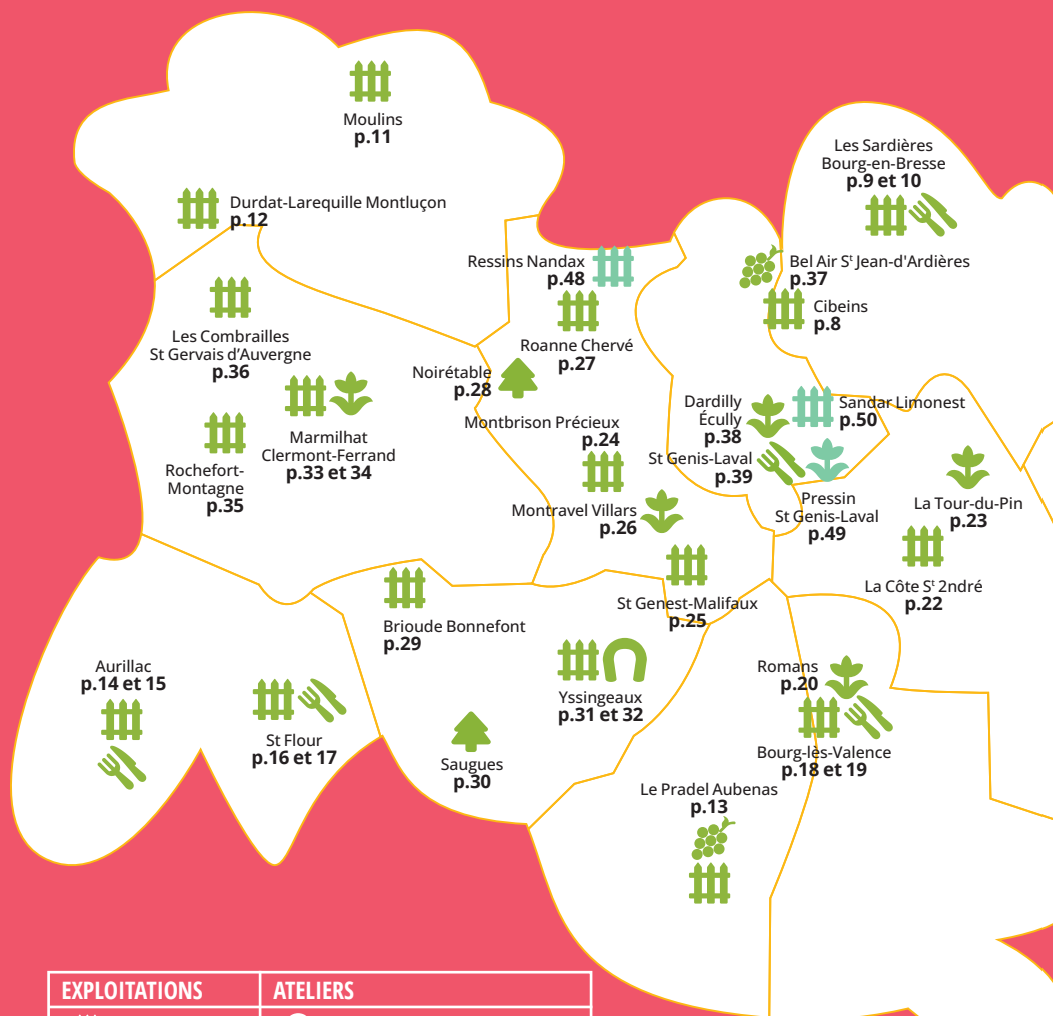 Moulins
p.11
Les Sardières
Bourg-en-Bresse
p.9 et 10
Durdat-Larequille Montluçon
p.12
Ressins Nandax
p.48
Bel Air Sᵗ Jean-d'Ardières
p.37
Cibeins
p.8
Les Combrailles
St Gervais d’Auvergne
p.36
Roanne Chervé
p.27
Noirétable
p.28
Marmilhat
Clermont-Ferrand
p.33 et 34
Montbrison Précieux
p.24
Dardilly
Écully
p.38
Sandar Limonest
p.50
Rochefort-
Montagne
p.35
St Genis-Laval
p.39
Pressin
St Genis-Laval
p.49
La Tour-du-Pin
p.23
Montravel Villars
p.26
La Côte Sᵗ 2ndré
p.22
St Genest-Malifaux
p.25
Brioude Bonnefont
p.29
Aurillac
p.14 et 15
St Flour
p.16 et 17
Saugues
p.30
Yssingeaux
p.31 et 32
Romans
p.20
Bourg-lès-Valence
p.18 et 19
Le Pradel Aubenas
p.13
EXPLOITATIONS
ATELIERS